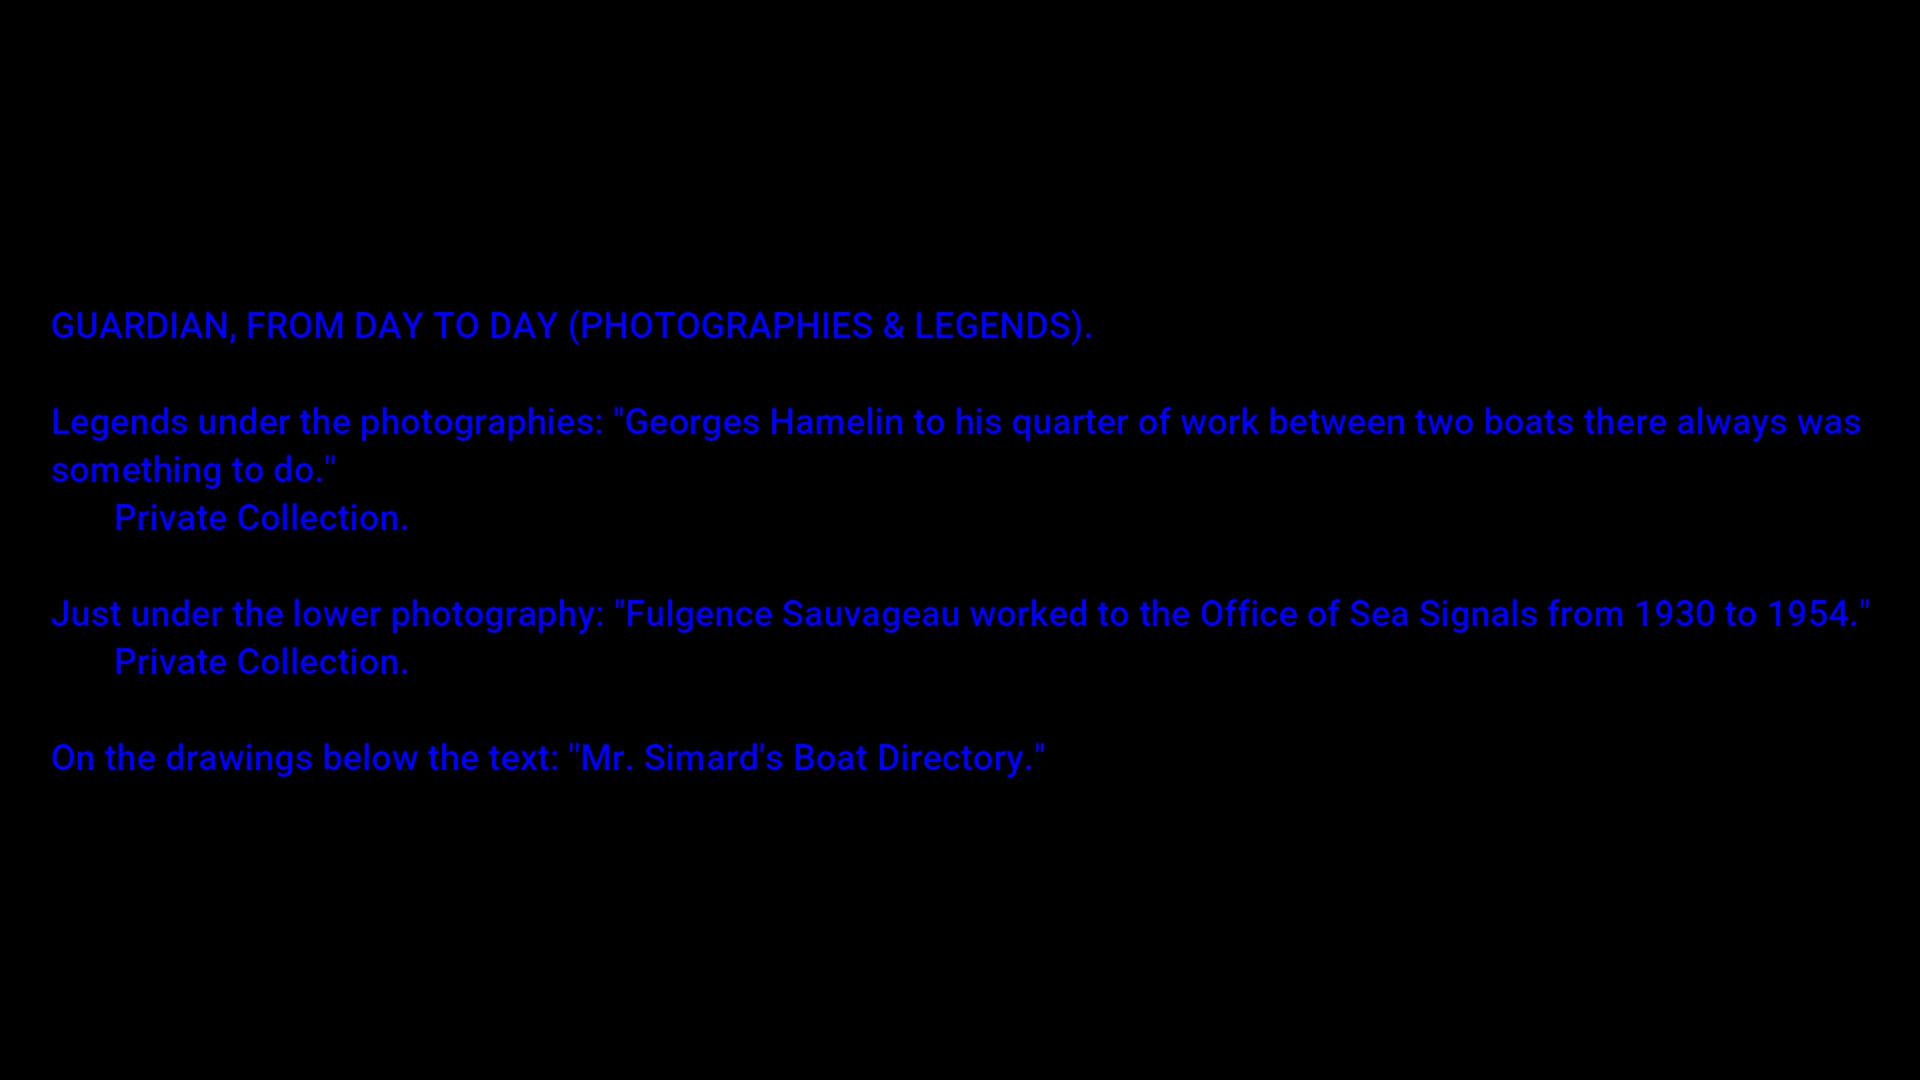 GUARDIAN, FROM DAY TO DAY (PHOTOGRAPHIES & LEGENDS).
Legends under the photographies: "Georges Hamelin to his quarter of work between two boats there always was
something to do."
Private Collection.
Just under the lower photography: "Fulgence Sauvageau worked to the Office of Sea Signals from 1930 to 1954."
Private Collection.
On the drawings below the text: "Mr. Simard's Boat Directory."